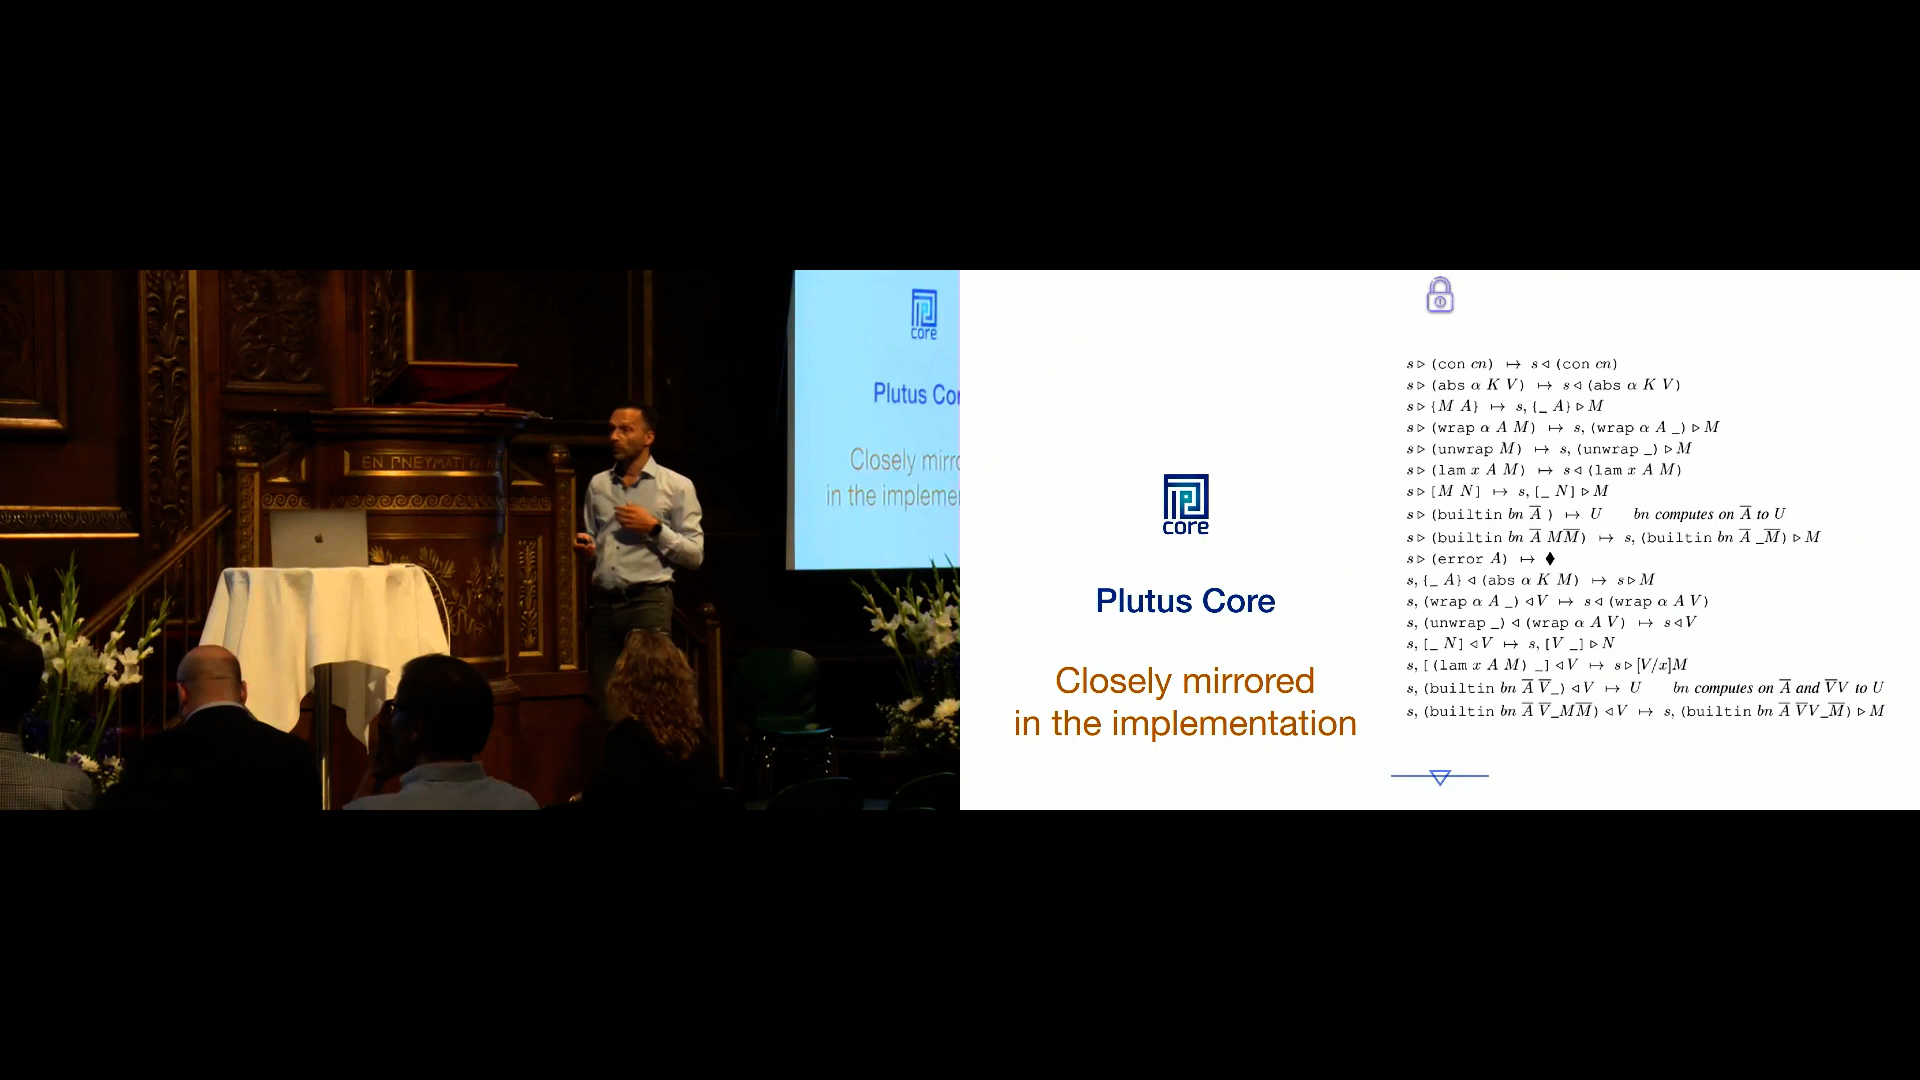 EN PNEYMATI KAI
core
Plutus Cor
Closely mirro
in the implemen
core
Plutus Core
Closely mirrored
in the implementation
s ▷ (con cn) ↦ s ◁ (con cn)
s ▷ (abs α K V) ↦ s ◁ (abs α K V)
s ▷ {M A} ↦ s, {_ A} ▷ M
s ▷ (wrap α A M) ↦ s, (wrap α A _) ▷ M
s ▷ (unwrap M) ↦ s, (unwrap _) ▷ M
s ▷ (lam x A M) ↦ s ◁ (lam x A M)
s ▷ [M N] ↦ s, [_ N] ▷ M
s ▷ (builtin bn A̅ ) ↦ U bn computes on A̅ to U
s ▷ (builtin bn A̅ MM̅) ↦ s, (builtin bn A̅ _M̅) ▷ M
s ▷ (error A) ↦ ♦
s, {_ A} ◁ (abs α K M) ↦ s ▷ M
s, (wrap α A _) ◁ V ↦ s ◁ (wrap α A V)
s, (unwrap _) ◁ (wrap α A V) ↦ s ◁ V
s, [_ N] ◁ V ↦ s, [V _] ▷ N
s, [(lam x A M) _] ◁ V ↦ s ▷ [V/x]M
s, (builtin bn A̅ V̅_) ◁ V ↦ U bn computes on A̅ and V̅V to U
s, (builtin bn A̅ V̅_MM̅) ◁ V ↦ s, (builtin bn A̅ V̅V_M̅) ▷ M